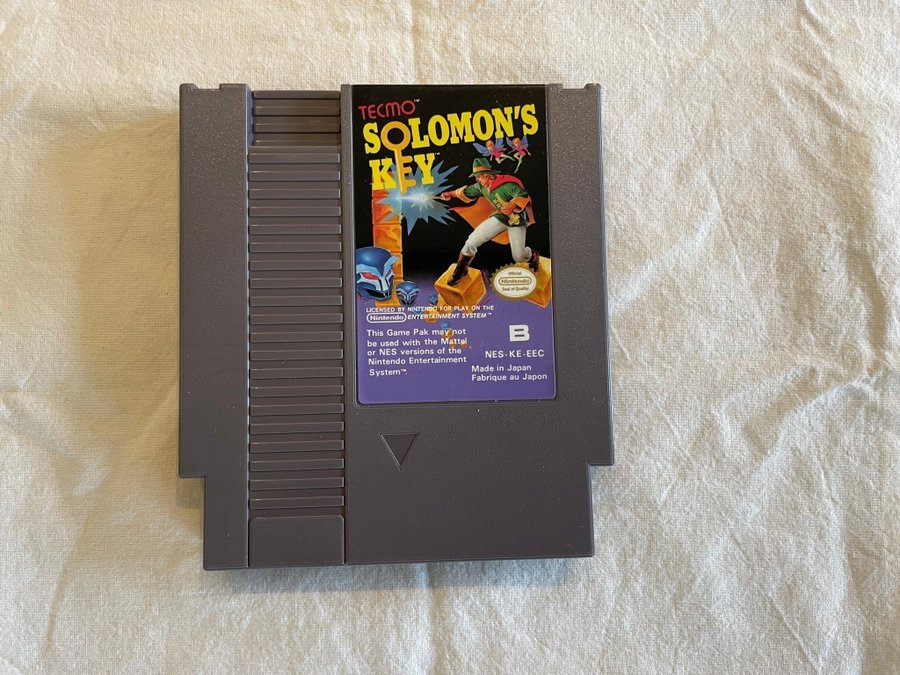 TECMO™
SOLOMON'S
KEY™
Official
Nintendo
Seal of Quality
LICENSED BY NINTENDO FOR PLAY ON THE
Nintendo ENTERTAINMENT SYSTEM™
This Game Pak may not
be used with the Mattel
or NES versions of the
Nintendo Entertainment
System™.
B
NES-KE-EEC
Made in Japan
Fabriqué au Japon